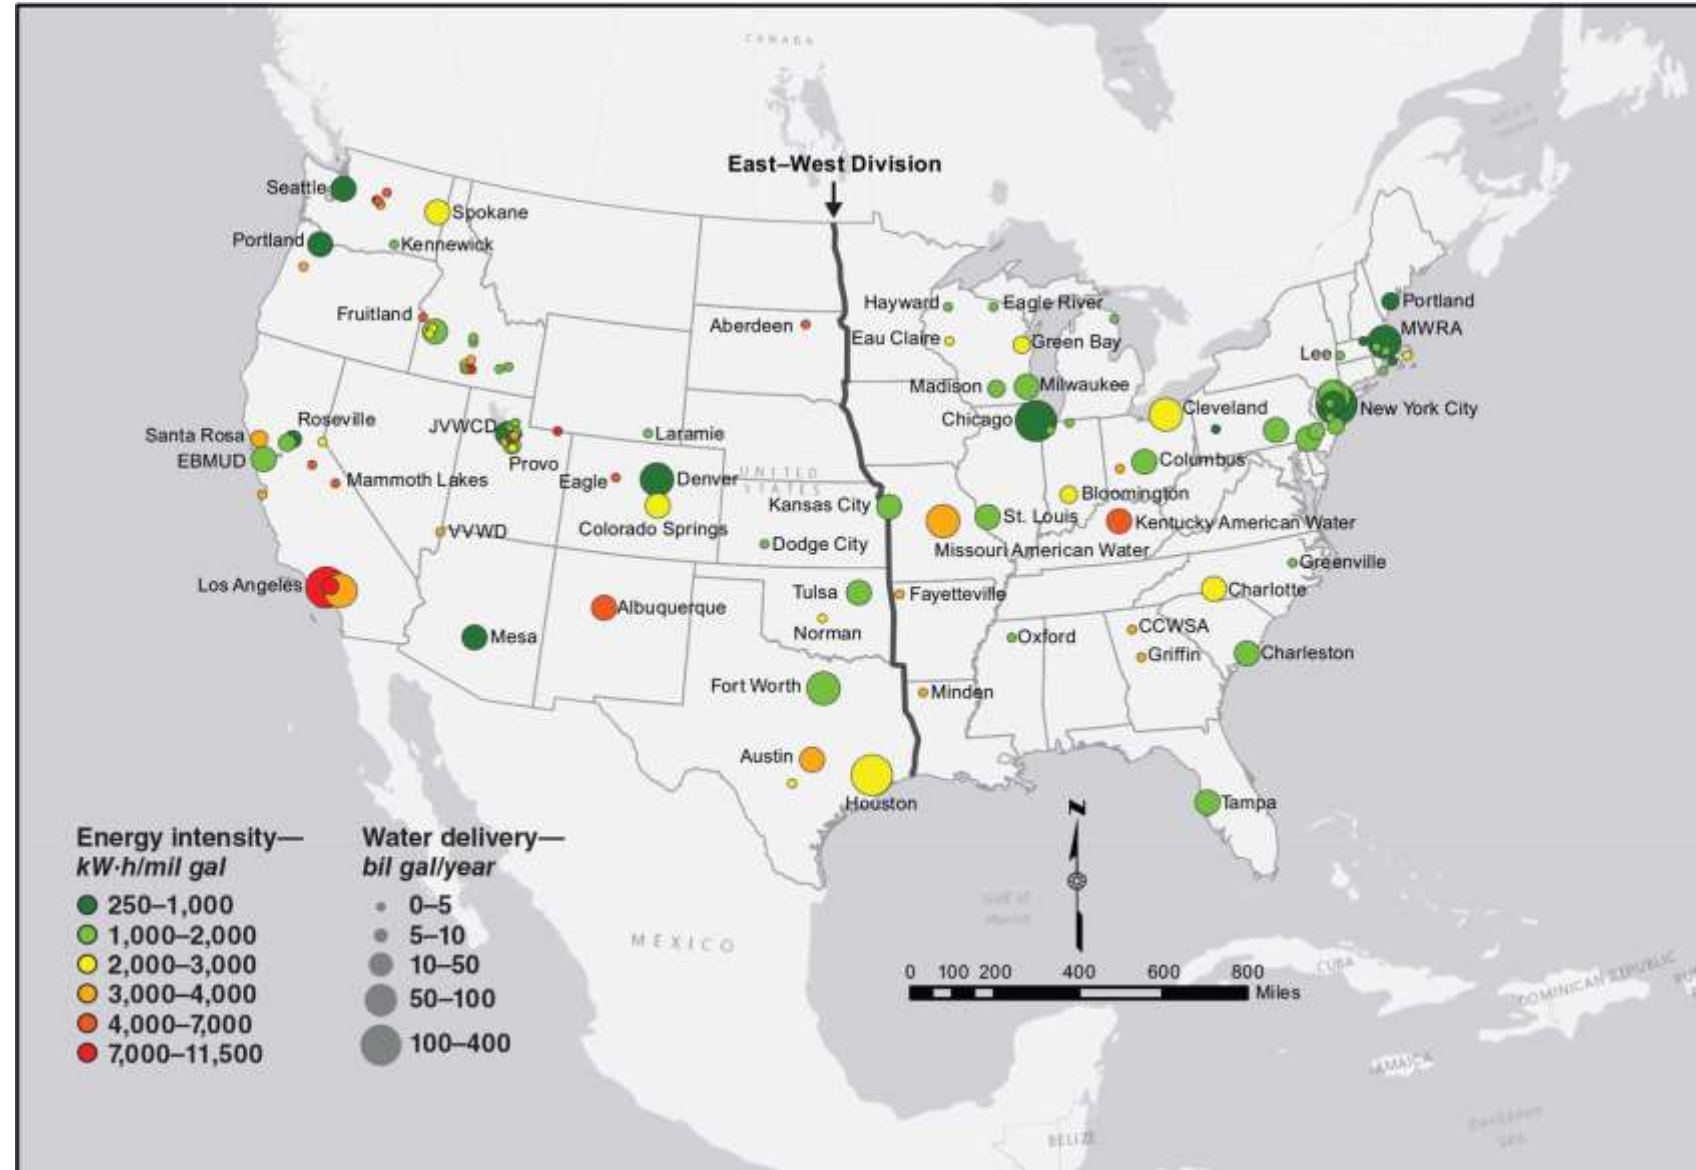 CANADA
East–West Division
Seattle
Spokane
Portland
Kennewick
Hayward
Eagle River
Portland
Fruitland
Aberdeen
MWRA
Eau Claire
Green Bay
Lee
Madison
Milwaukee
Cleveland
New York City
Chicago
Roseville
JVWCD
Laramie
Santa Rosa
EBMUD
Provo
Columbus
UNITED
STATES
Mammoth Lakes
Eagle
Denver
Bloomington
Kansas City
St. Louis
Kentucky American Water
VVWD
Colorado Springs
Dodge City
Missouri American Water
Greenville
Los Angeles
Tulsa
Fayetteville
Charlotte
Albuquerque
Norman
Mesa
Oxford
CCWSA
Griffin
Charleston
Fort Worth
Minden
Austin
Houston
Tampa
N
Energy intensity—
kW·h/mil gal
250–1,000
1,000–2,000
2,000–3,000
3,000–4,000
4,000–7,000
7,000–11,500
Water delivery—
bil gal/year
0–5
5–10
10–50
50–100
100–400
Gulf of
Mexico
MEXICO
0 100 200 400 600 800
Miles
CUBA
DOMINICAN REPUBLIC
JAMAICA
BELIZE
Caribbean
Sea